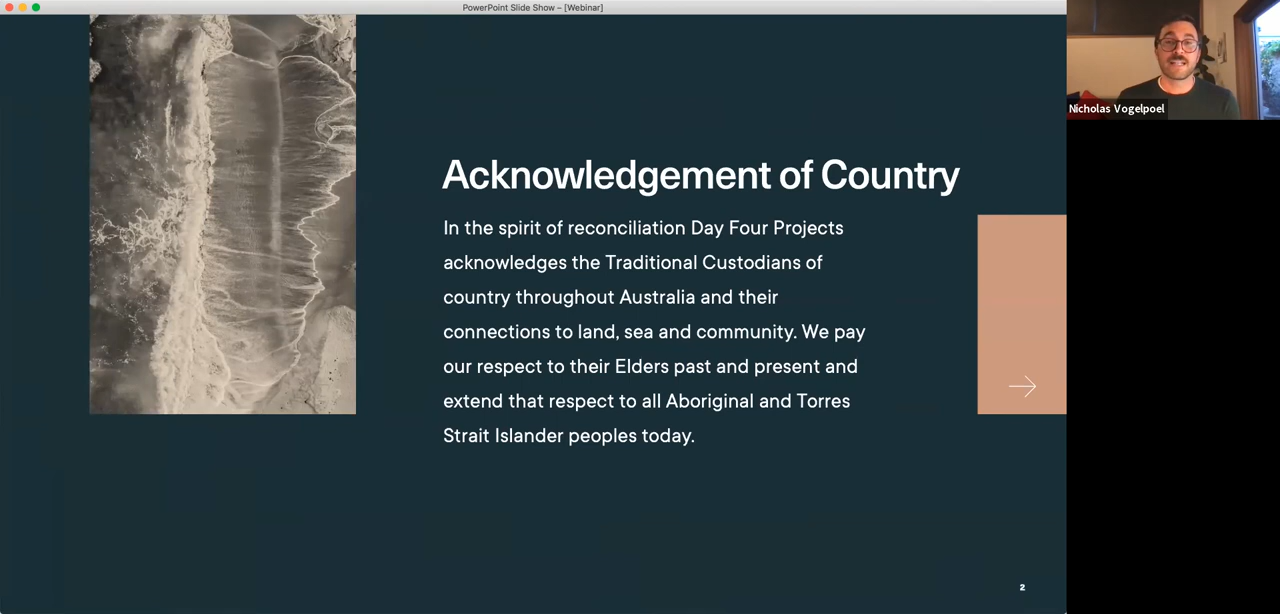 PowerPoint Slide Show – [Webinar]
Nicholas Vogelpoel
Acknowledgement of Country
In the spirit of reconciliation Day Four Projects
acknowledges the Traditional Custodians of
country throughout Australia and their
connections to land, sea and community. We pay
our respect to their Elders past and present and
extend that respect to all Aboriginal and Torres
Strait Islander peoples today.
2